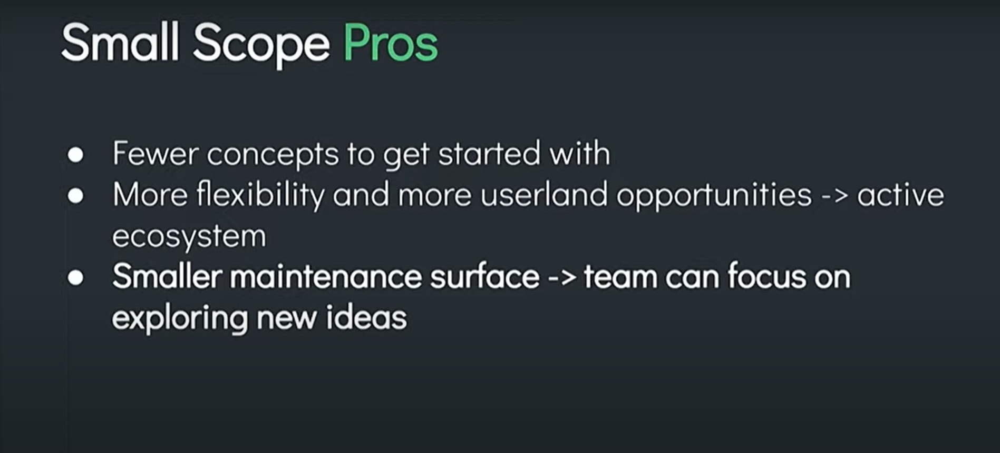 Small Scope Pros
● Fewer concepts to get started with
● More flexibility and more userland opportunities -> active
ecosystem
● Smaller maintenance surface -> team can focus on
exploring new ideas